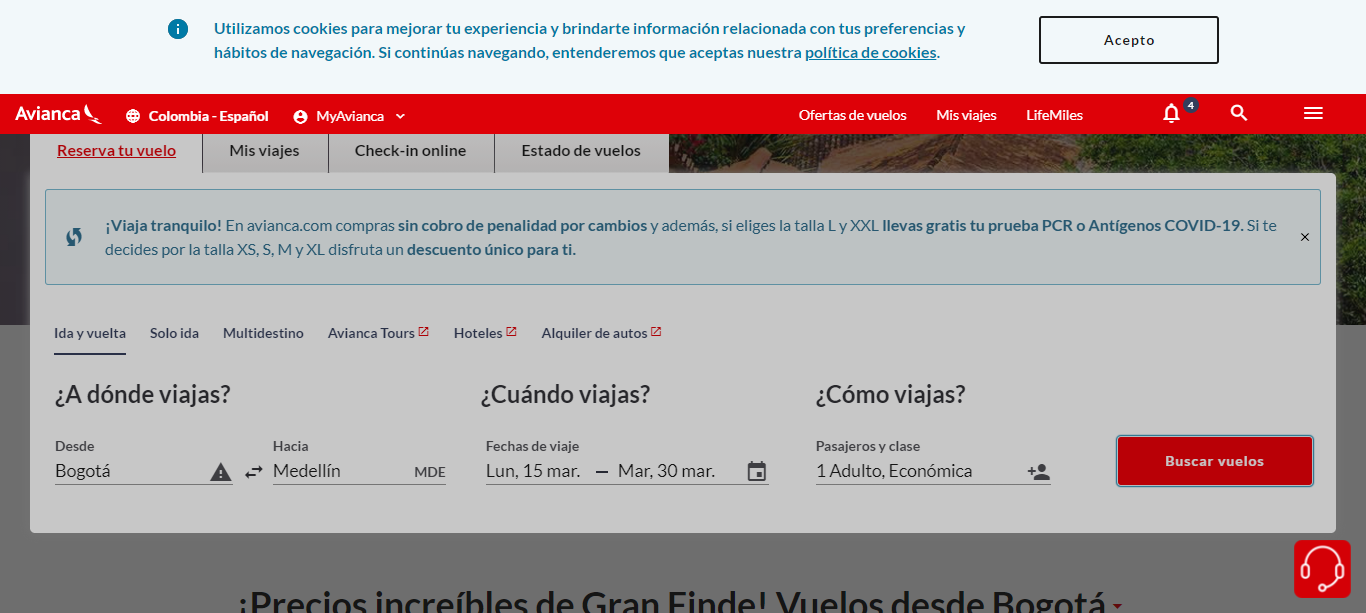 Utilizamos cookies para mejorar tu experiencia y brindarte información relacionada con tus preferencias y
hábitos de navegación. Si continúas navegando, entenderemos que aceptas nuestra política de cookies.
Acepto
Avianca
Colombia - Español
MyAvianca
Ofertas de vuelos
Mis viajes
LifeMiles
4
Reserva tu vuelo
Mis viajes
Check-in online
Estado de vuelos
¡Viaja tranquilo! En avianca.com compras sin cobro de penalidad por cambios y además, si eliges la talla L y XXL llevas gratis tu prueba PCR o Antígenos COVID-19. Si te
decides por la talla XS, S, M y XL disfruta un descuento único para ti.
Ida y vuelta
Solo ida
Multidestino
Avianca Tours
Hoteles
Alquiler de autos
¿A dónde viajas?
¿Cuándo viajas?
¿Cómo viajas?
Desde
Hacia
Fechas de viaje
Pasajeros y clase
Bogotá
Medellín
MDE
Lun, 15 mar. — Mar, 30 mar.
1 Adulto, Económica
Buscar vuelos
¡Precios increíbles de Gran Finde! Vuelos desde Bogotá